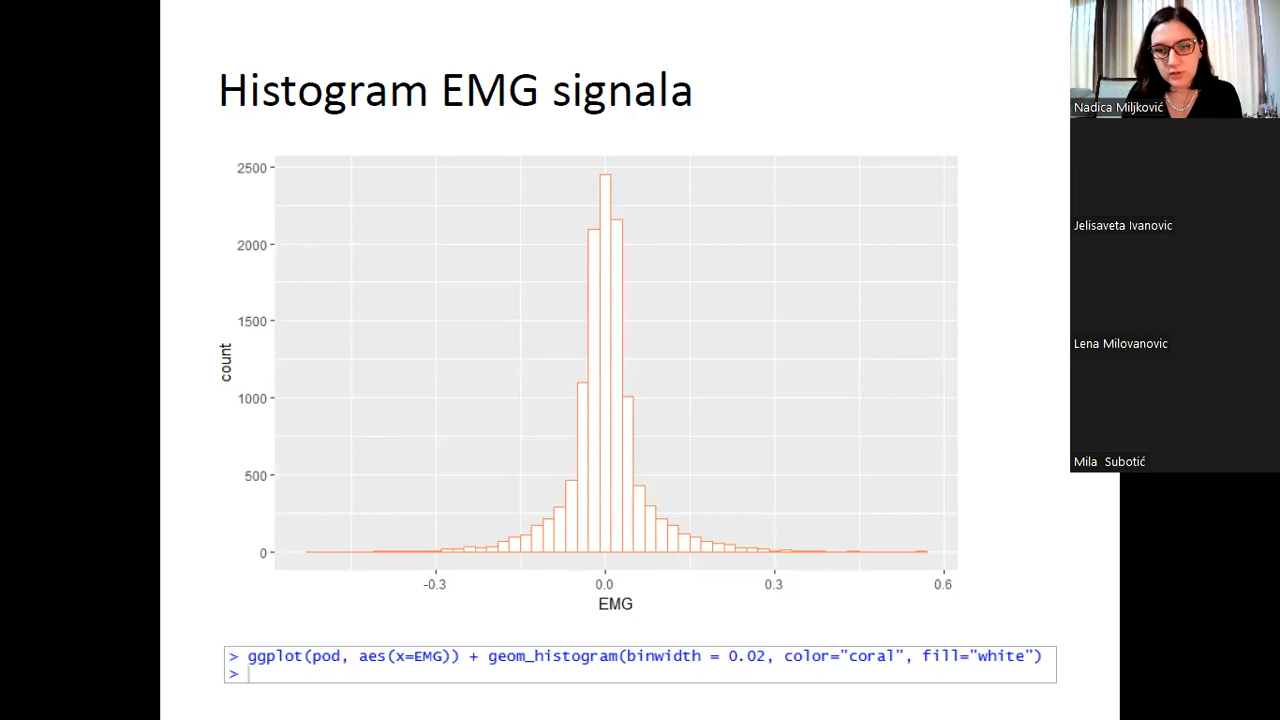 Histogram EMG signala
2500
2000
1500
1000
500
0
count
-0.3 0.0 0.3 0.6
EMG
> ggplot(pod, aes(x=EMG)) + geom_histogram(binwidth = 0.02, color="coral", fill="white")
>
Nadica Miljković
Jelisaveta Ivanovic
Lena Milovanovic
Mila Subotić